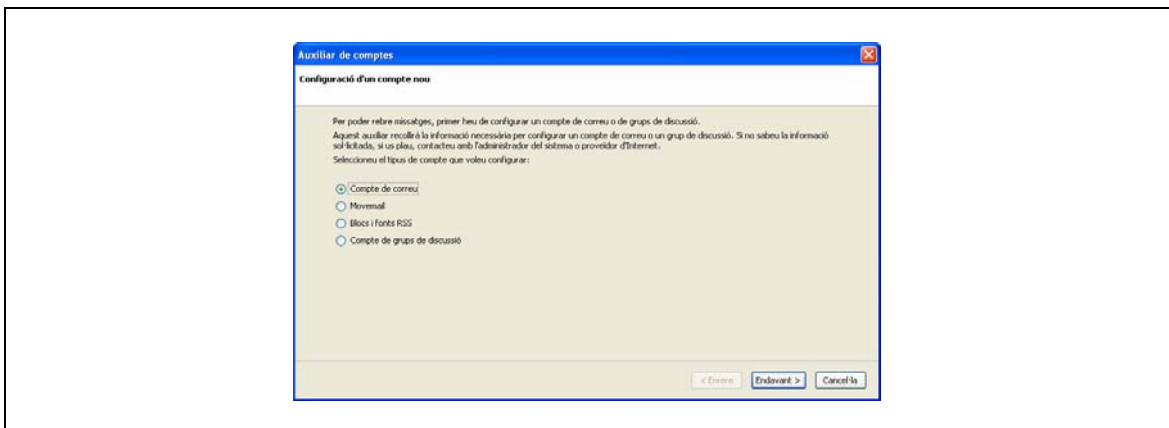 Auxiliar de comptes
Configuració d'un compte nou
Per poder rebre missatges, primer heu de configurar un compte de correu o de grups de discussió.
Aquest auxiliar recollirà la informació necessària per configurar un compte de correu o un grup de discussió. Si no sabeu la informació
sol·licitada, si us plau, contacteu amb l'administrador del sistema o proveïdor d'Internet.
Seleccioneu el tipus de compte que voleu configurar:
Compte de correu
Movemail
Blocs i fonts RSS
Compte de grups de discussió
< Enrere Endavant > Cancel·la